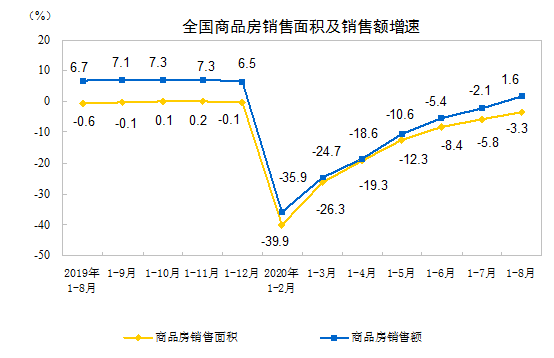 (%)
全国商品房销售面积及销售额增速
20
10
0
-10
-20
-30
-40
-50
6.7 7.1 7.3 7.3 6.5 -35.9 -24.7 -18.6 -10.6 -5.4 -2.1 1.6
-0.6 -0.1 0.1 0.2 -0.1 -39.9 -26.3 -19.3 -12.3 -8.4 -5.8 -3.3
2019年 1-9月 1-10月 1-11月 1-12月 2020年 1-3月 1-4月 1-5月 1-6月 1-7月 1-8月
1-8月 1-2月
商品房销售面积 商品房销售额